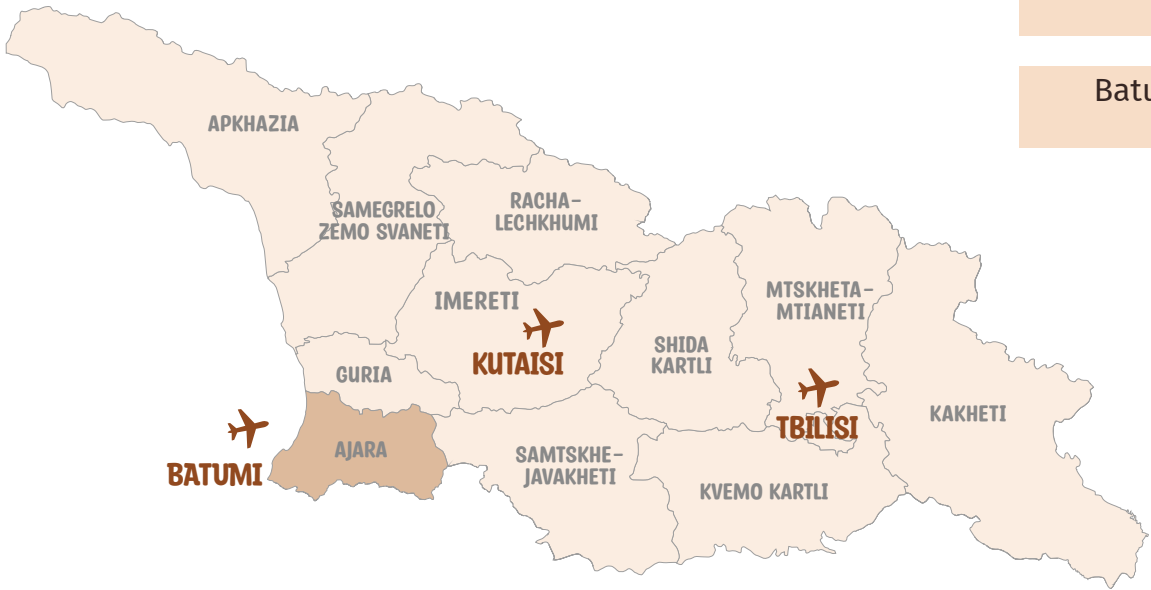 Batu
APKHAZIA
SAMEGRELO
ZEMO SVANETI
RACHA-
LECHKHUMI
IMERETI
KUTAISI
MTSKHETA-
MTIANETI
SHIDA
KARTLI
GURIA
TBILISI
KAKHETI
BATUMI
AJARA
SAMTSKHE-
JAVAKHETI
KVEMO KARTLI